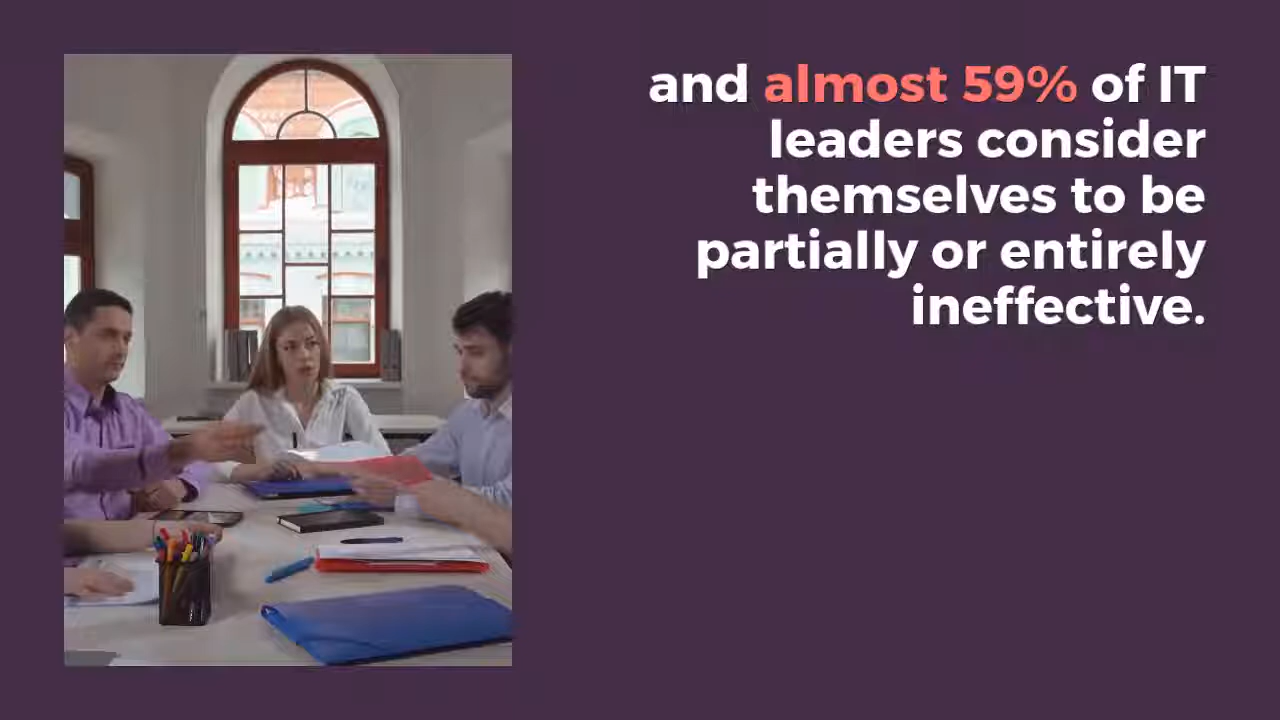 and almost 59% of IT
leaders consider
themselves to be
partially or entirely
ineffective.